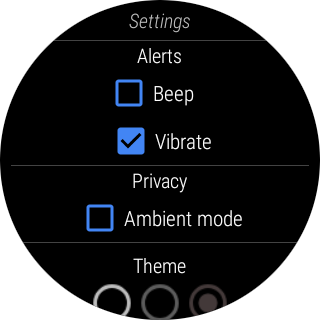 Settings
Alerts
Beep
Vibrate
Privacy
Ambient mode
Theme